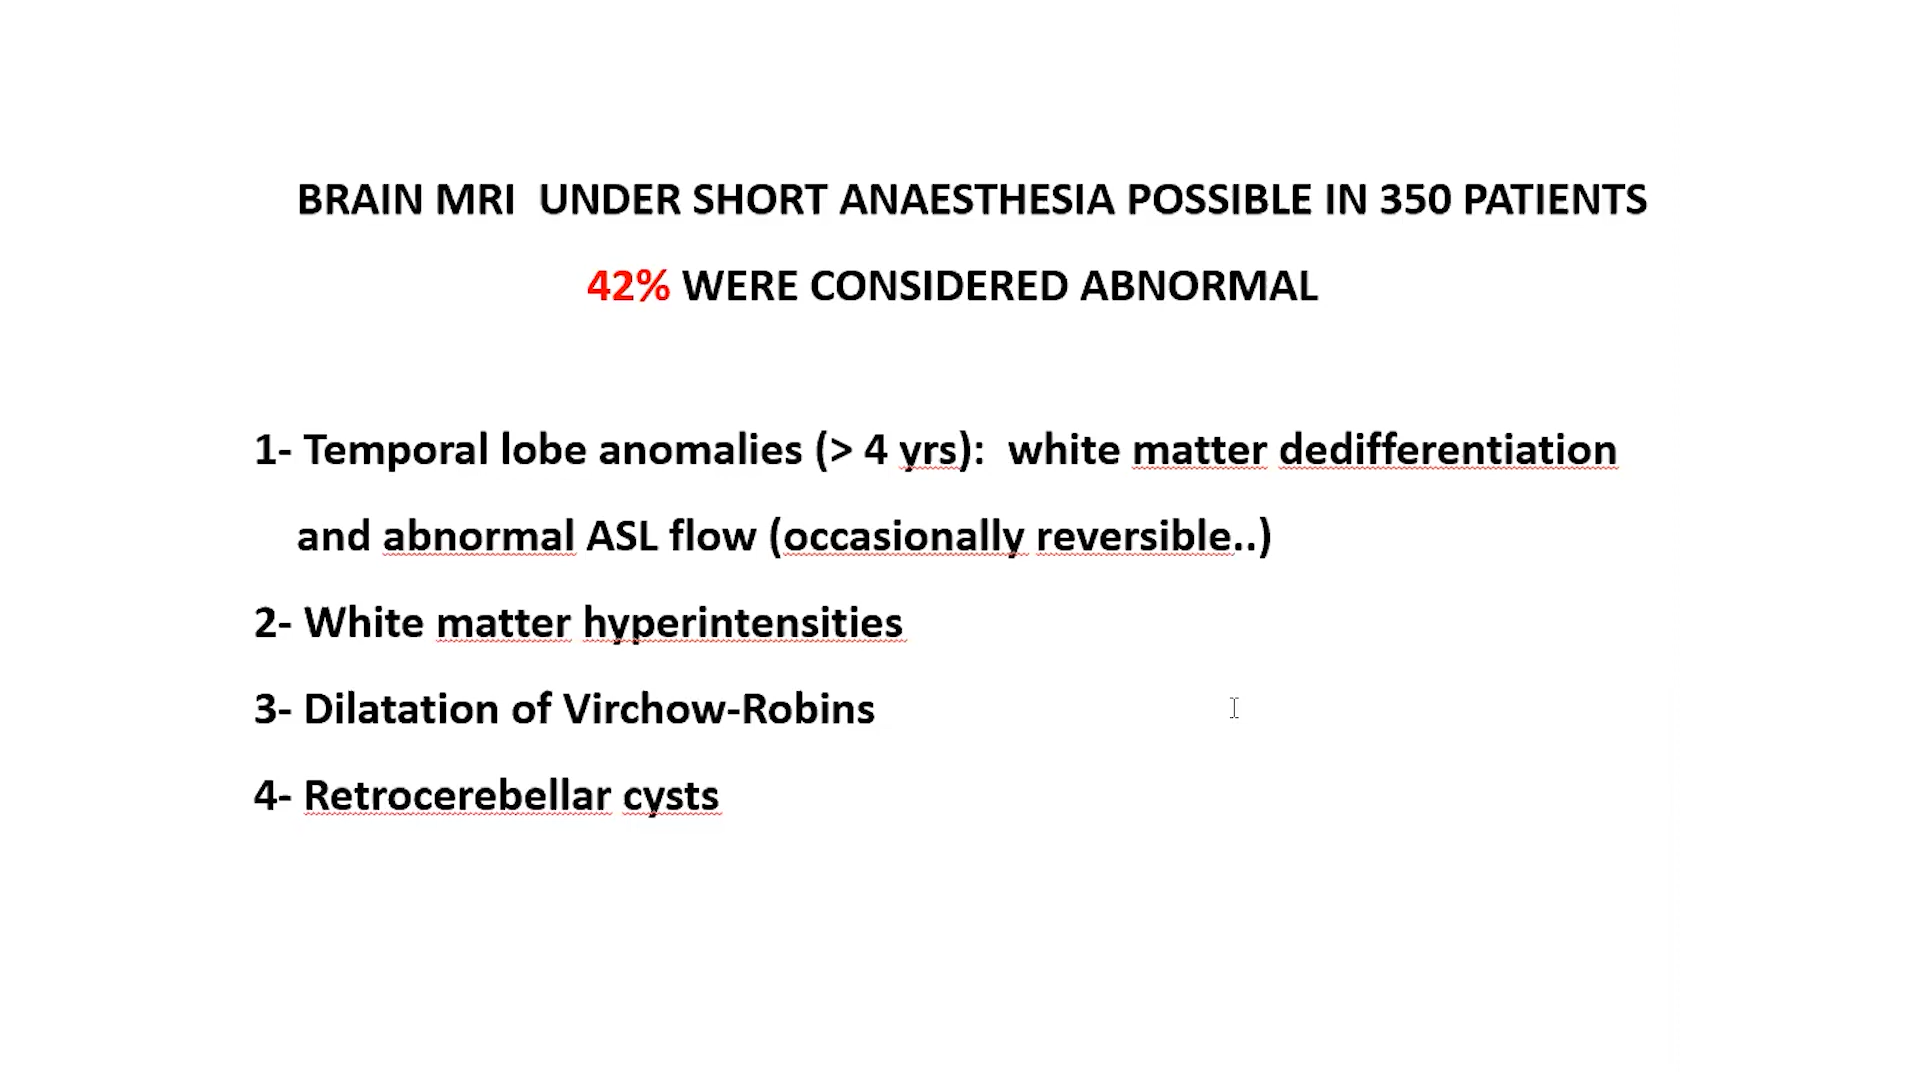 BRAIN MRI  UNDER SHORT ANAESTHESIA POSSIBLE IN 350 PATIENTS
42% WERE CONSIDERED ABNORMAL
1- Temporal lobe anomalies (> 4 yrs):  white matter dedifferentiation
and abnormal ASL flow (occasionally reversible..)
2- White matter hyperintensities
3- Dilatation of Virchow-Robins
4- Retrocerebellar cysts